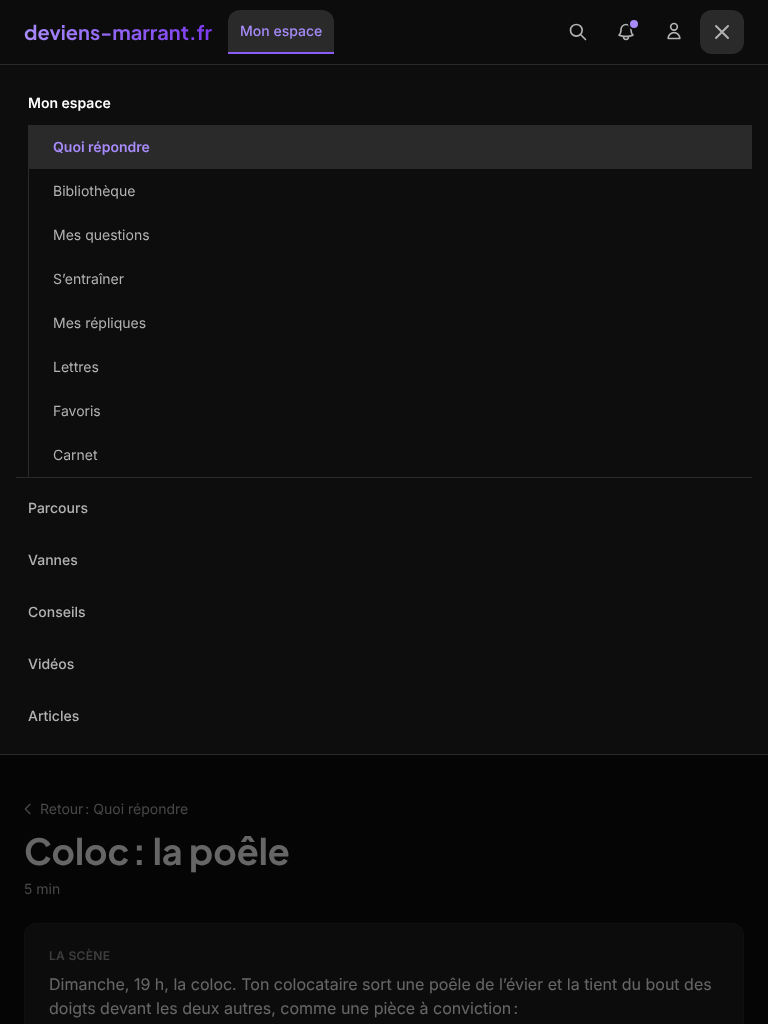 deviens-marrant.fr
Mon espace
Mon espace
Quoi répondre
Bibliothèque
Mes questions
S’entraîner
Mes répliques
Lettres
Favoris
Carnet
Parcours
Vannes
Conseils
Vidéos
Articles
Retour : Quoi répondre
Coloc : la poêle
5 min
LA SCÈNE
Dimanche, 19 h, la coloc. Ton colocataire sort une poêle de l’évier et la tient du bout des
doigts devant les deux autres, comme une pièce à conviction :